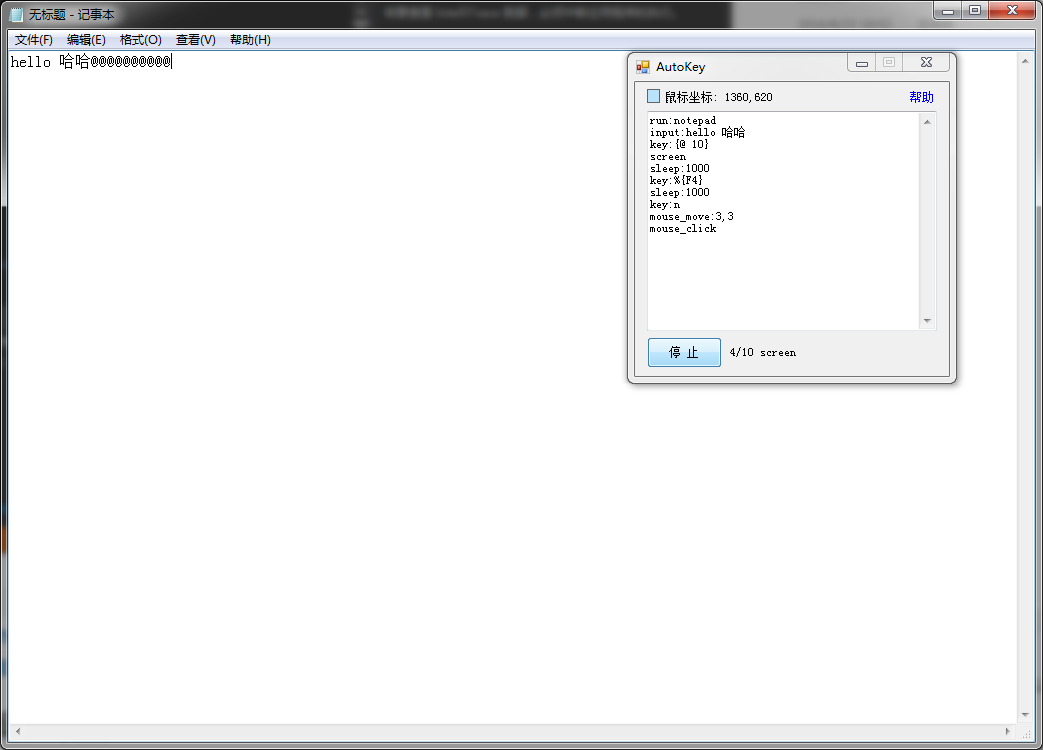 无标题 - 记事本
文件(F) 编辑(E) 格式(O) 查看(V) 帮助(H)
hello 哈哈@@@@@@@@@@
AutoKey
鼠标坐标: 1360,620 帮助
run:notepad
input:hello 哈哈
key:{@ 10}
screen
sleep:1000
key:%{F4}
sleep:1000
key:n
mouse_move:3,3
mouse_click
停 止 4/10 screen